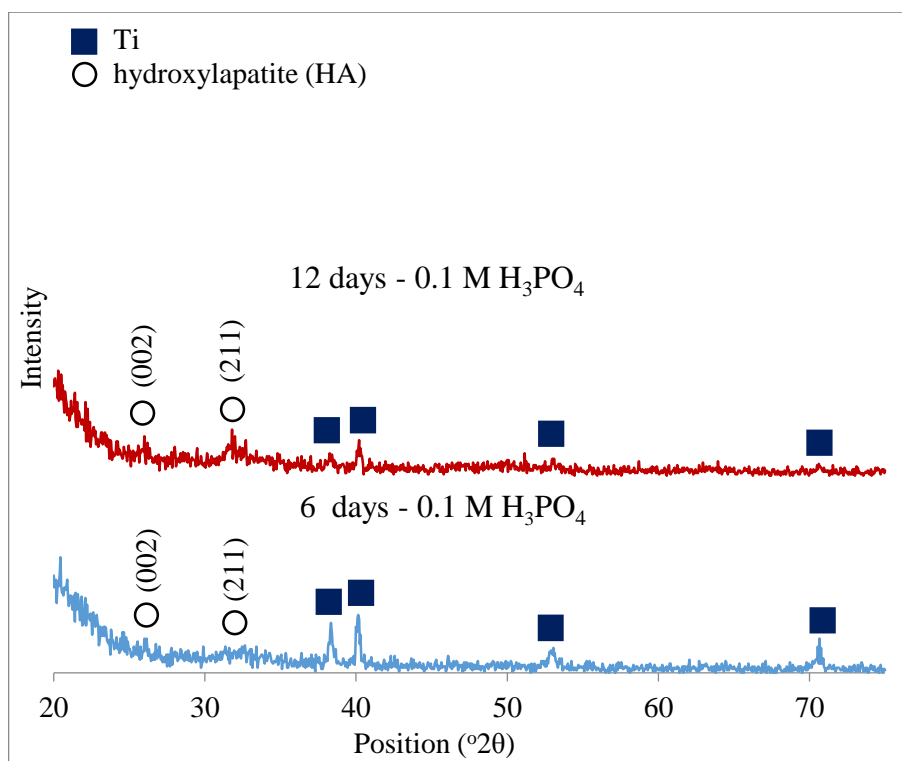 Ti
hydroxylapatite (HA)
12 days - 0.1 M H₃PO₄
Intensity
(002)
(211)
6 days - 0.1 M H₃PO₄
(002)
(211)
20 30 40 50 60 70
Position (°2θ)